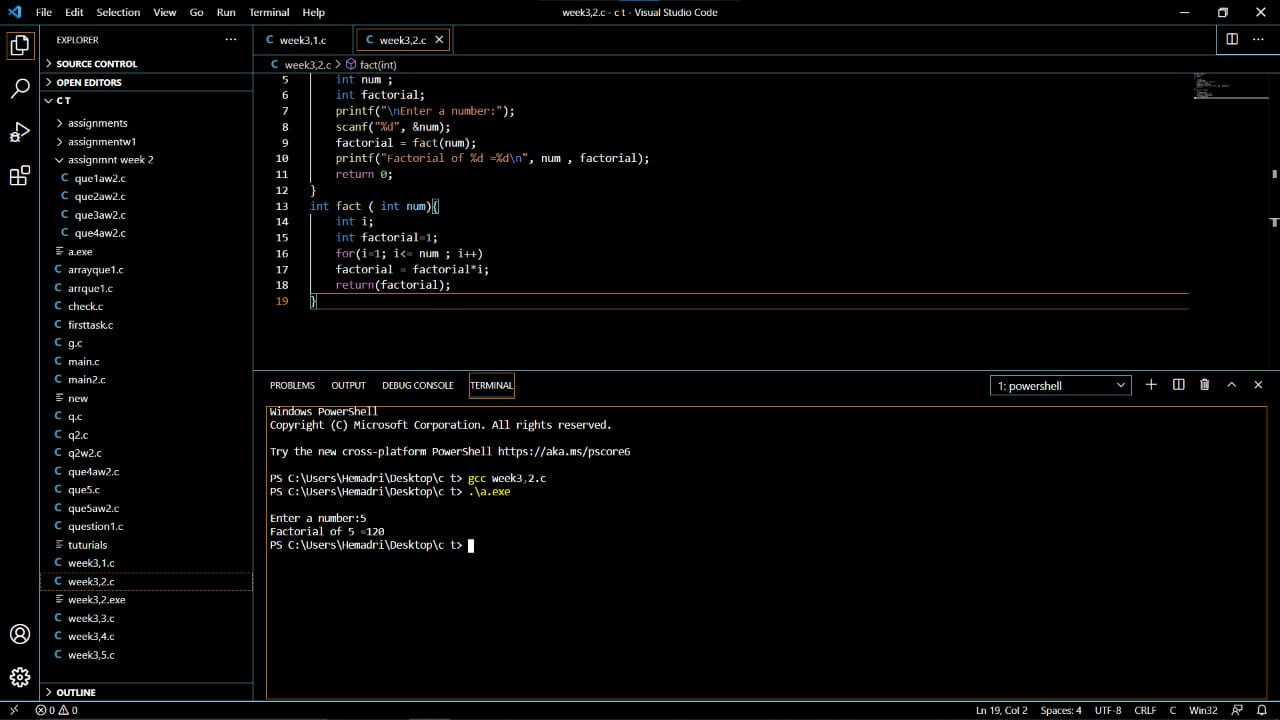 File Edit Selection View Go Run Terminal Help
week3,2.c - c t - Visual Studio Code
EXPLORER
SOURCE CONTROL
OPEN EDITORS
C T
assignments
assignmentw1
assignmnt week 2
C que1aw2.c
C que2aw2.c
C que3aw2.c
C que4aw2.c
a.exe
C arrayque1.c
C arrque1.c
C check.c
C firsttask.c
C g.c
C main.c
C main2.c
new
C q.c
C q2.c
C q2w2.c
C que4aw2.c
C que5.c
C que5aw2.c
C question1.c
tuturials
C week3,1.c
C week3,2.c
week3,2.exe
C week3,3.c
C week3,4.c
C week3,5.c
OUTLINE
C week3,1.c C week3,2.c
C week3,2.c > fact(int)
5 int num ;
6 int factorial;
7 printf("\nEnter a number:");
8 scanf("%d", &num);
9 factorial = fact(num);
10 printf("Factorial of %d =%d\n", num , factorial);
11 return 0;
12 }
13 int fact ( int num){
14 int i;
15 int factorial=1;
16 for(i=1; i<= num ; i++)
17 factorial = factorial*i;
18 return(factorial);
19 }
PROBLEMS OUTPUT DEBUG CONSOLE TERMINAL
1: powershell
Windows PowerShell
Copyright (C) Microsoft Corporation. All rights reserved.
Try the new cross-platform PowerShell https://aka.ms/pscore6
PS C:\Users\Hemadri\Desktop\c t> gcc week3,2.c
PS C:\Users\Hemadri\Desktop\c t> .\a.exe
Enter a number:5
Factorial of 5 =120
PS C:\Users\Hemadri\Desktop\c t>
0 0
Ln 19, Col 2 Spaces: 4 UTF-8 CRLF C Win32